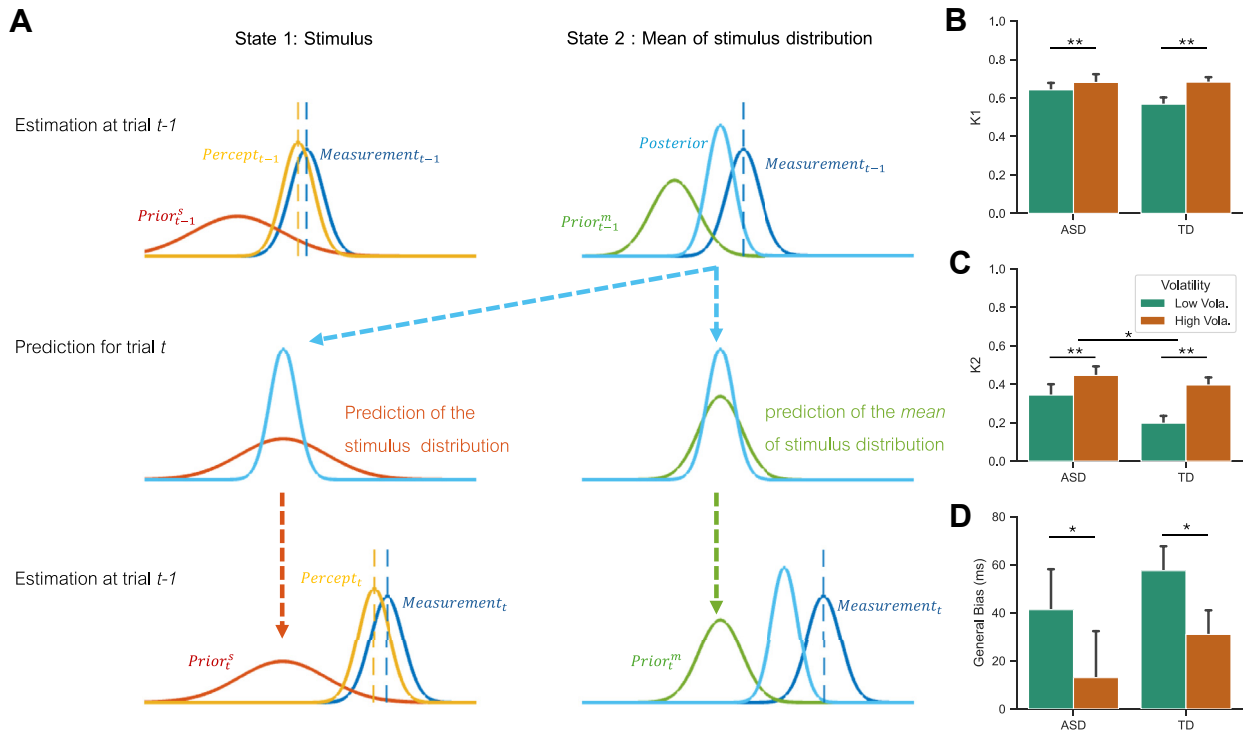 A
State 1: Stimulus
State 2 : Mean of stimulus distribution
Estimation at trial t-1
Percept_{t-1}
Measurement_{t-1}
Prior^s_{t-1}
Posterior
Measurement_{t-1}
Prior^m_{t-1}
Prediction for trial t
Prediction of the
stimulus distribution
prediction of the mean
of stimulus distribution
Estimation at trial t-1
Percept_t
Measurement_t
Prior^s_t
Measurement_t
Prior^m_t
B
1.0
0.8
0.6
0.4
0.2
0.0
K1
**
**
ASD
TD
C
1.0
0.8
0.6
0.4
0.2
0.0
K2
Volatility
Low Vola.
High Vola.
*
**
**
ASD
TD
D
80
60
40
20
0
General Bias (ms)
*
*
ASD
TD